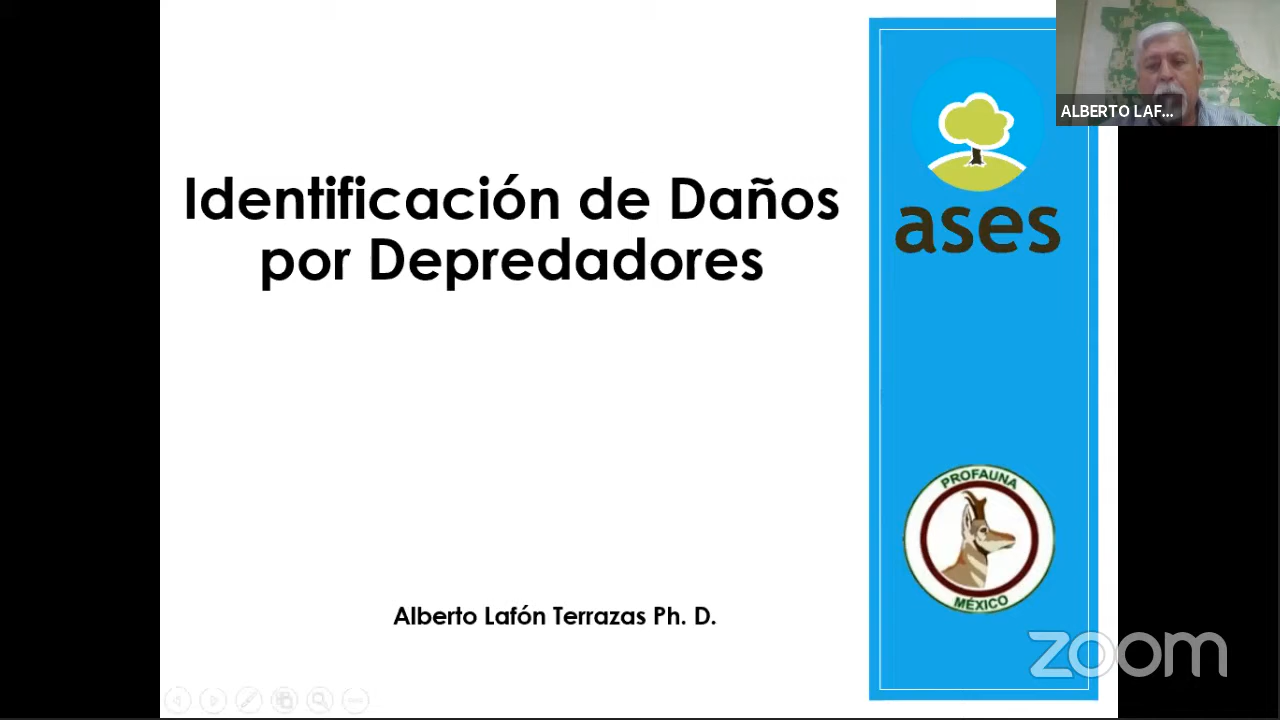 Identificación de Daños
por Depredadores
Alberto Lafón Terrazas Ph. D.
ALBERTO LAF...
ases
PROFAUNA
MÉXICO
zoom